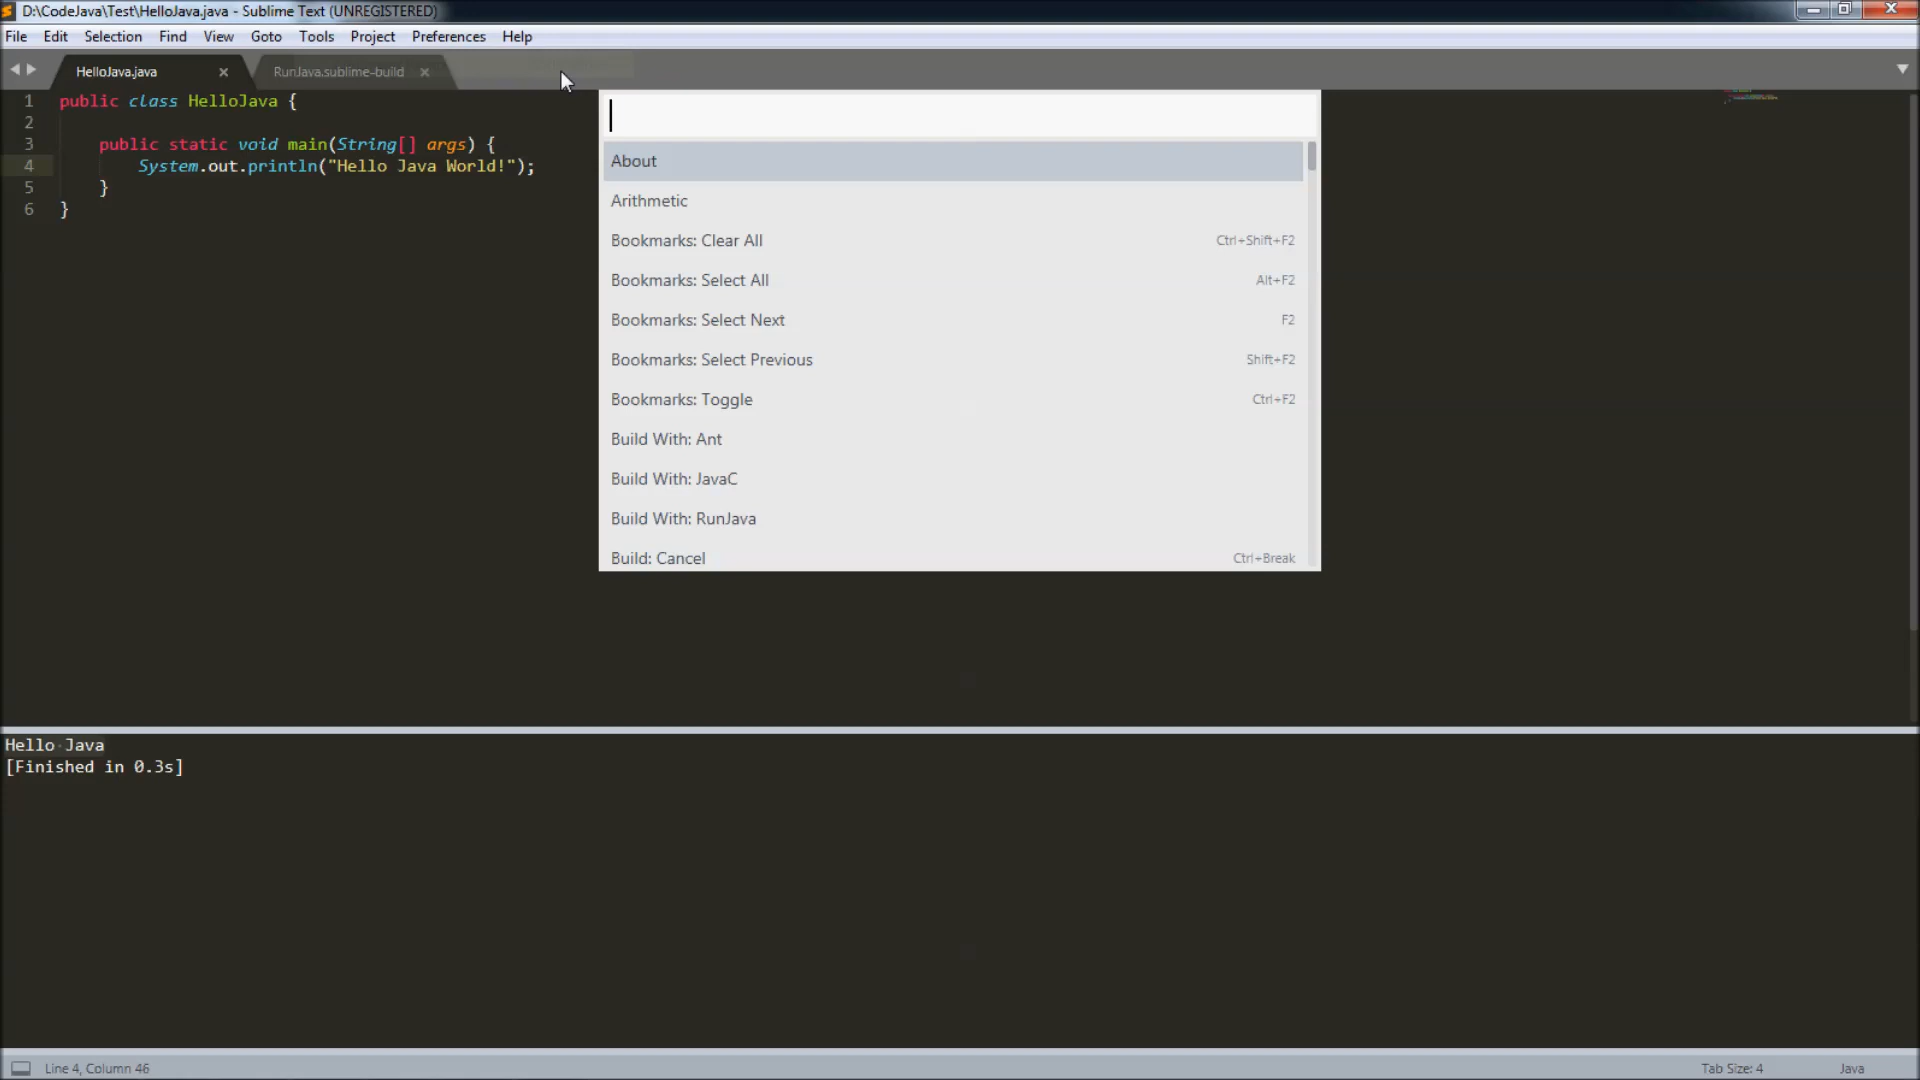 D:\CodeJava\Test\HelloJava.java - Sublime Text (UNREGISTERED)
File Edit Selection Find View Goto Tools Project Preferences Help
HelloJava.java RunJava.sublime-build
1 public class HelloJava {
2
3 public static void main(String[] args) {
4 System.out.println("Hello Java World!");
5 }
6 }
About
Arithmetic
Bookmarks: Clear All Ctrl+Shift+F2
Bookmarks: Select All Alt+F2
Bookmarks: Select Next F2
Bookmarks: Select Previous Shift+F2
Bookmarks: Toggle Ctrl+F2
Build With: Ant
Build With: JavaC
Build With: RunJava
Build: Cancel Ctrl+Break
Hello Java
[Finished in 0.3s]
Line 4, Column 46 Tab Size: 4 Java